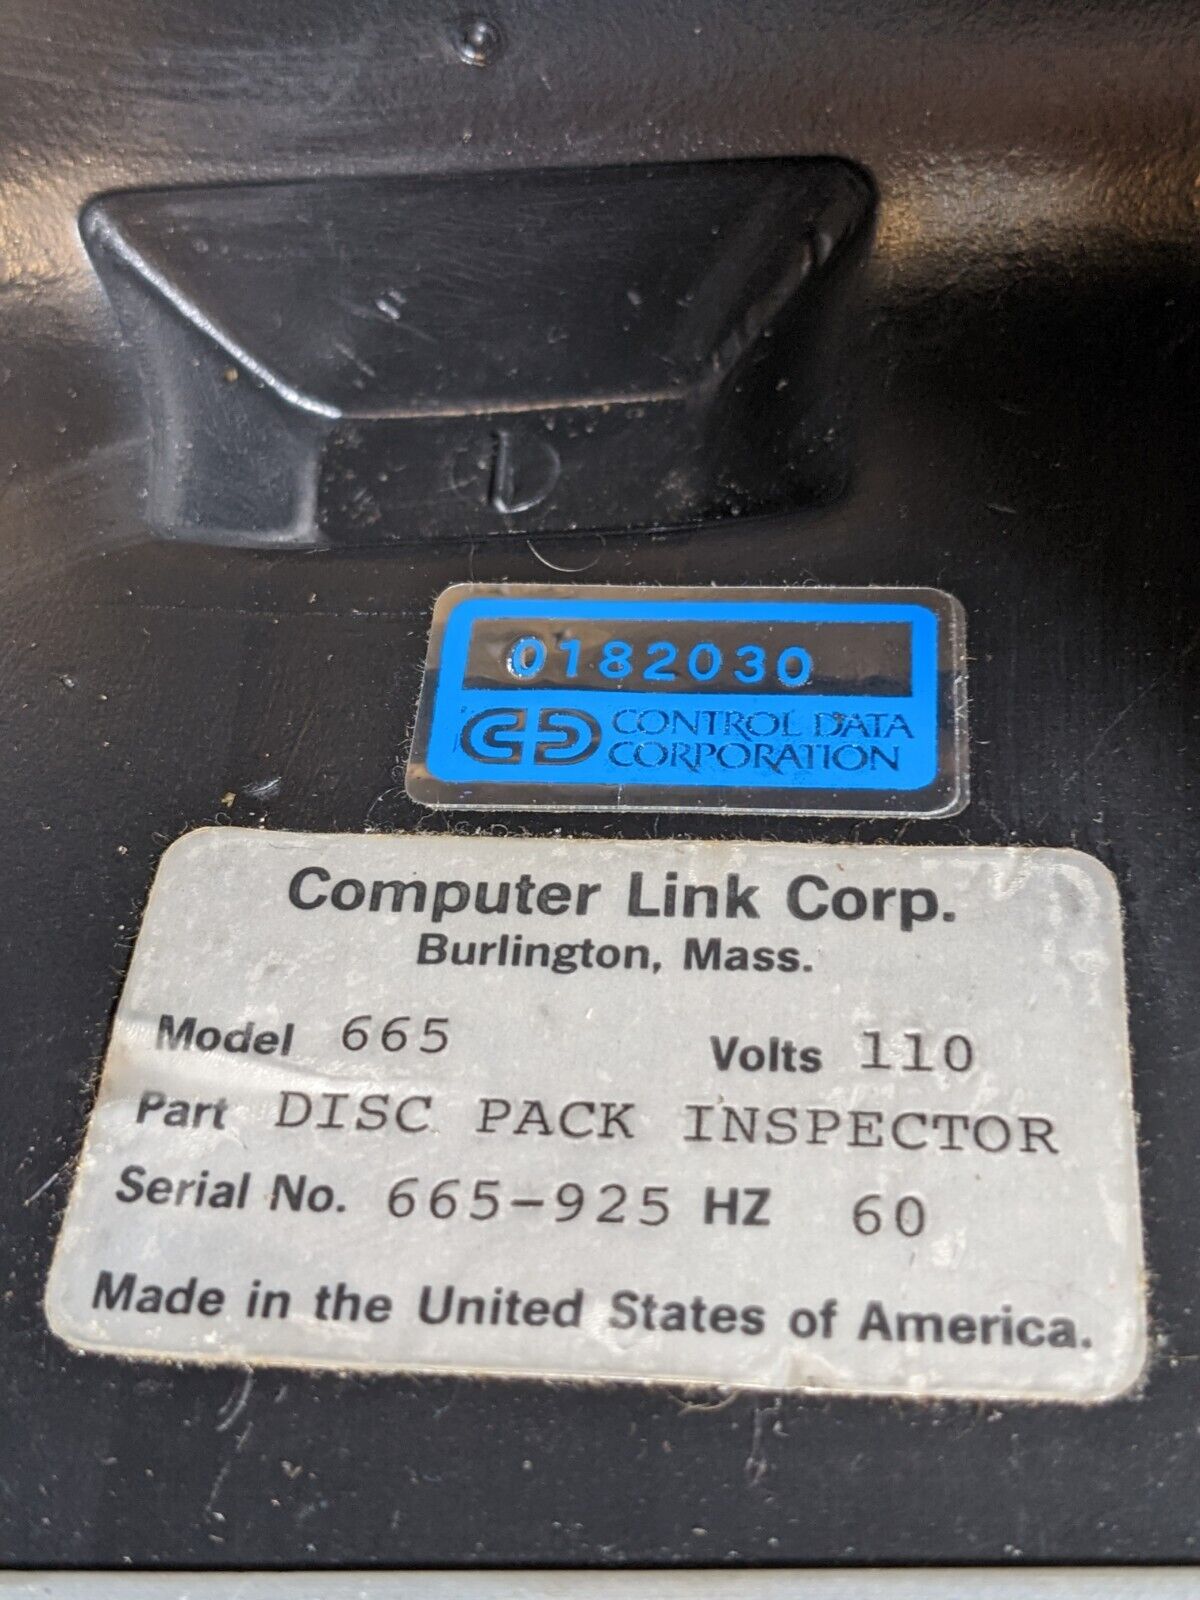 0182030
CONTROL DATA
CORPORATION
Computer Link Corp.
Burlington, Mass.
Model 665 Volts 110
Part DISC PACK INSPECTOR
Serial No. 665-925 HZ 60
Made in the United States of America.